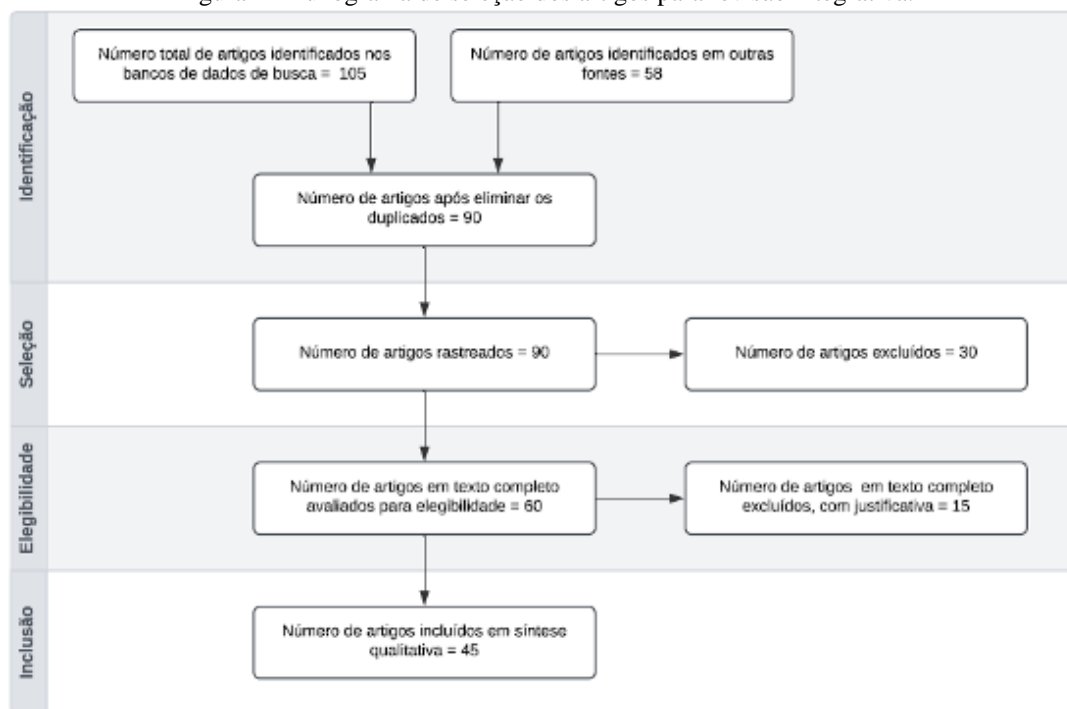 Identificação
Número total de artigos identificados nos
bancos de dados de busca = 105
Número de artigos identificados em outras
fontes = 58
Número de artigos após eliminar os
duplicados = 90
Seleção
Número de artigos rastreados = 90
Número de artigos excluídos = 30
Elegibilidade
Número de artigos em texto completo
avaliados para elegibilidade = 60
Número de artigos em texto completo
excluídos, com justificativa = 15
Inclusão
Número de artigos incluídos em síntese
qualitativa = 45